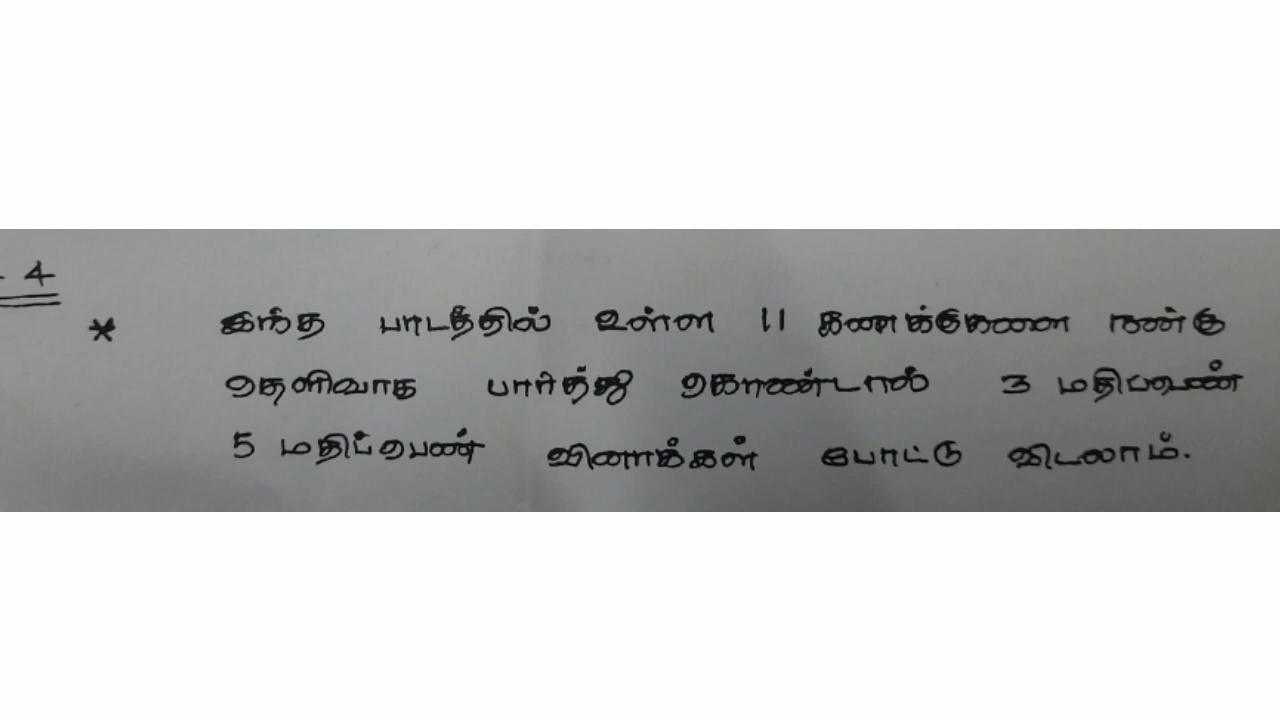 - 4
* இந்த பாடத்தில் உள்ள 11 கணக்குகளை நன்கு
தெளிவாக பார்த்து கொண்டால் 3 மதிப்பெண்
5 மதிப்பெண் வினாக்கள் போட்டு விடலாம்.